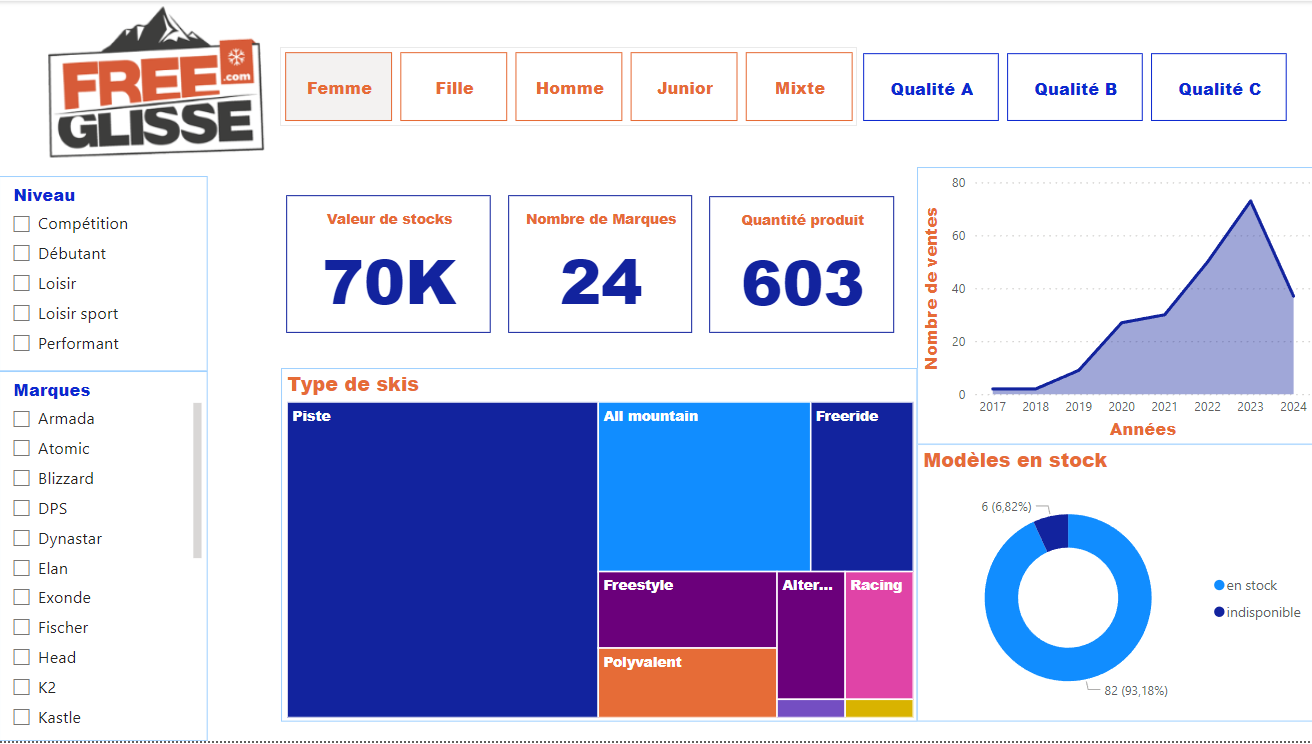 FREE
.com
GLISSE
Femme
Fille
Homme
Junior
Mixte
Qualité A
Qualité B
Qualité C
Niveau
Compétition
Débutant
Loisir
Loisir sport
Performant
Marques
Armada
Atomic
Blizzard
DPS
Dynastar
Elan
Exonde
Fischer
Head
K2
Kastle
Valeur de stocks
70K
Nombre de Marques
24
Quantité produit
603
Type de skis
Piste
All mountain
Freeride
Freestyle
Alter...
Racing
Polyvalent
Nombre de ventes
80
60
40
20
0
2017 2018 2019 2020 2021 2022 2023 2024
Années
Modèles en stock
6 (6,82%)
82 (93,18%)
en stock
indisponible